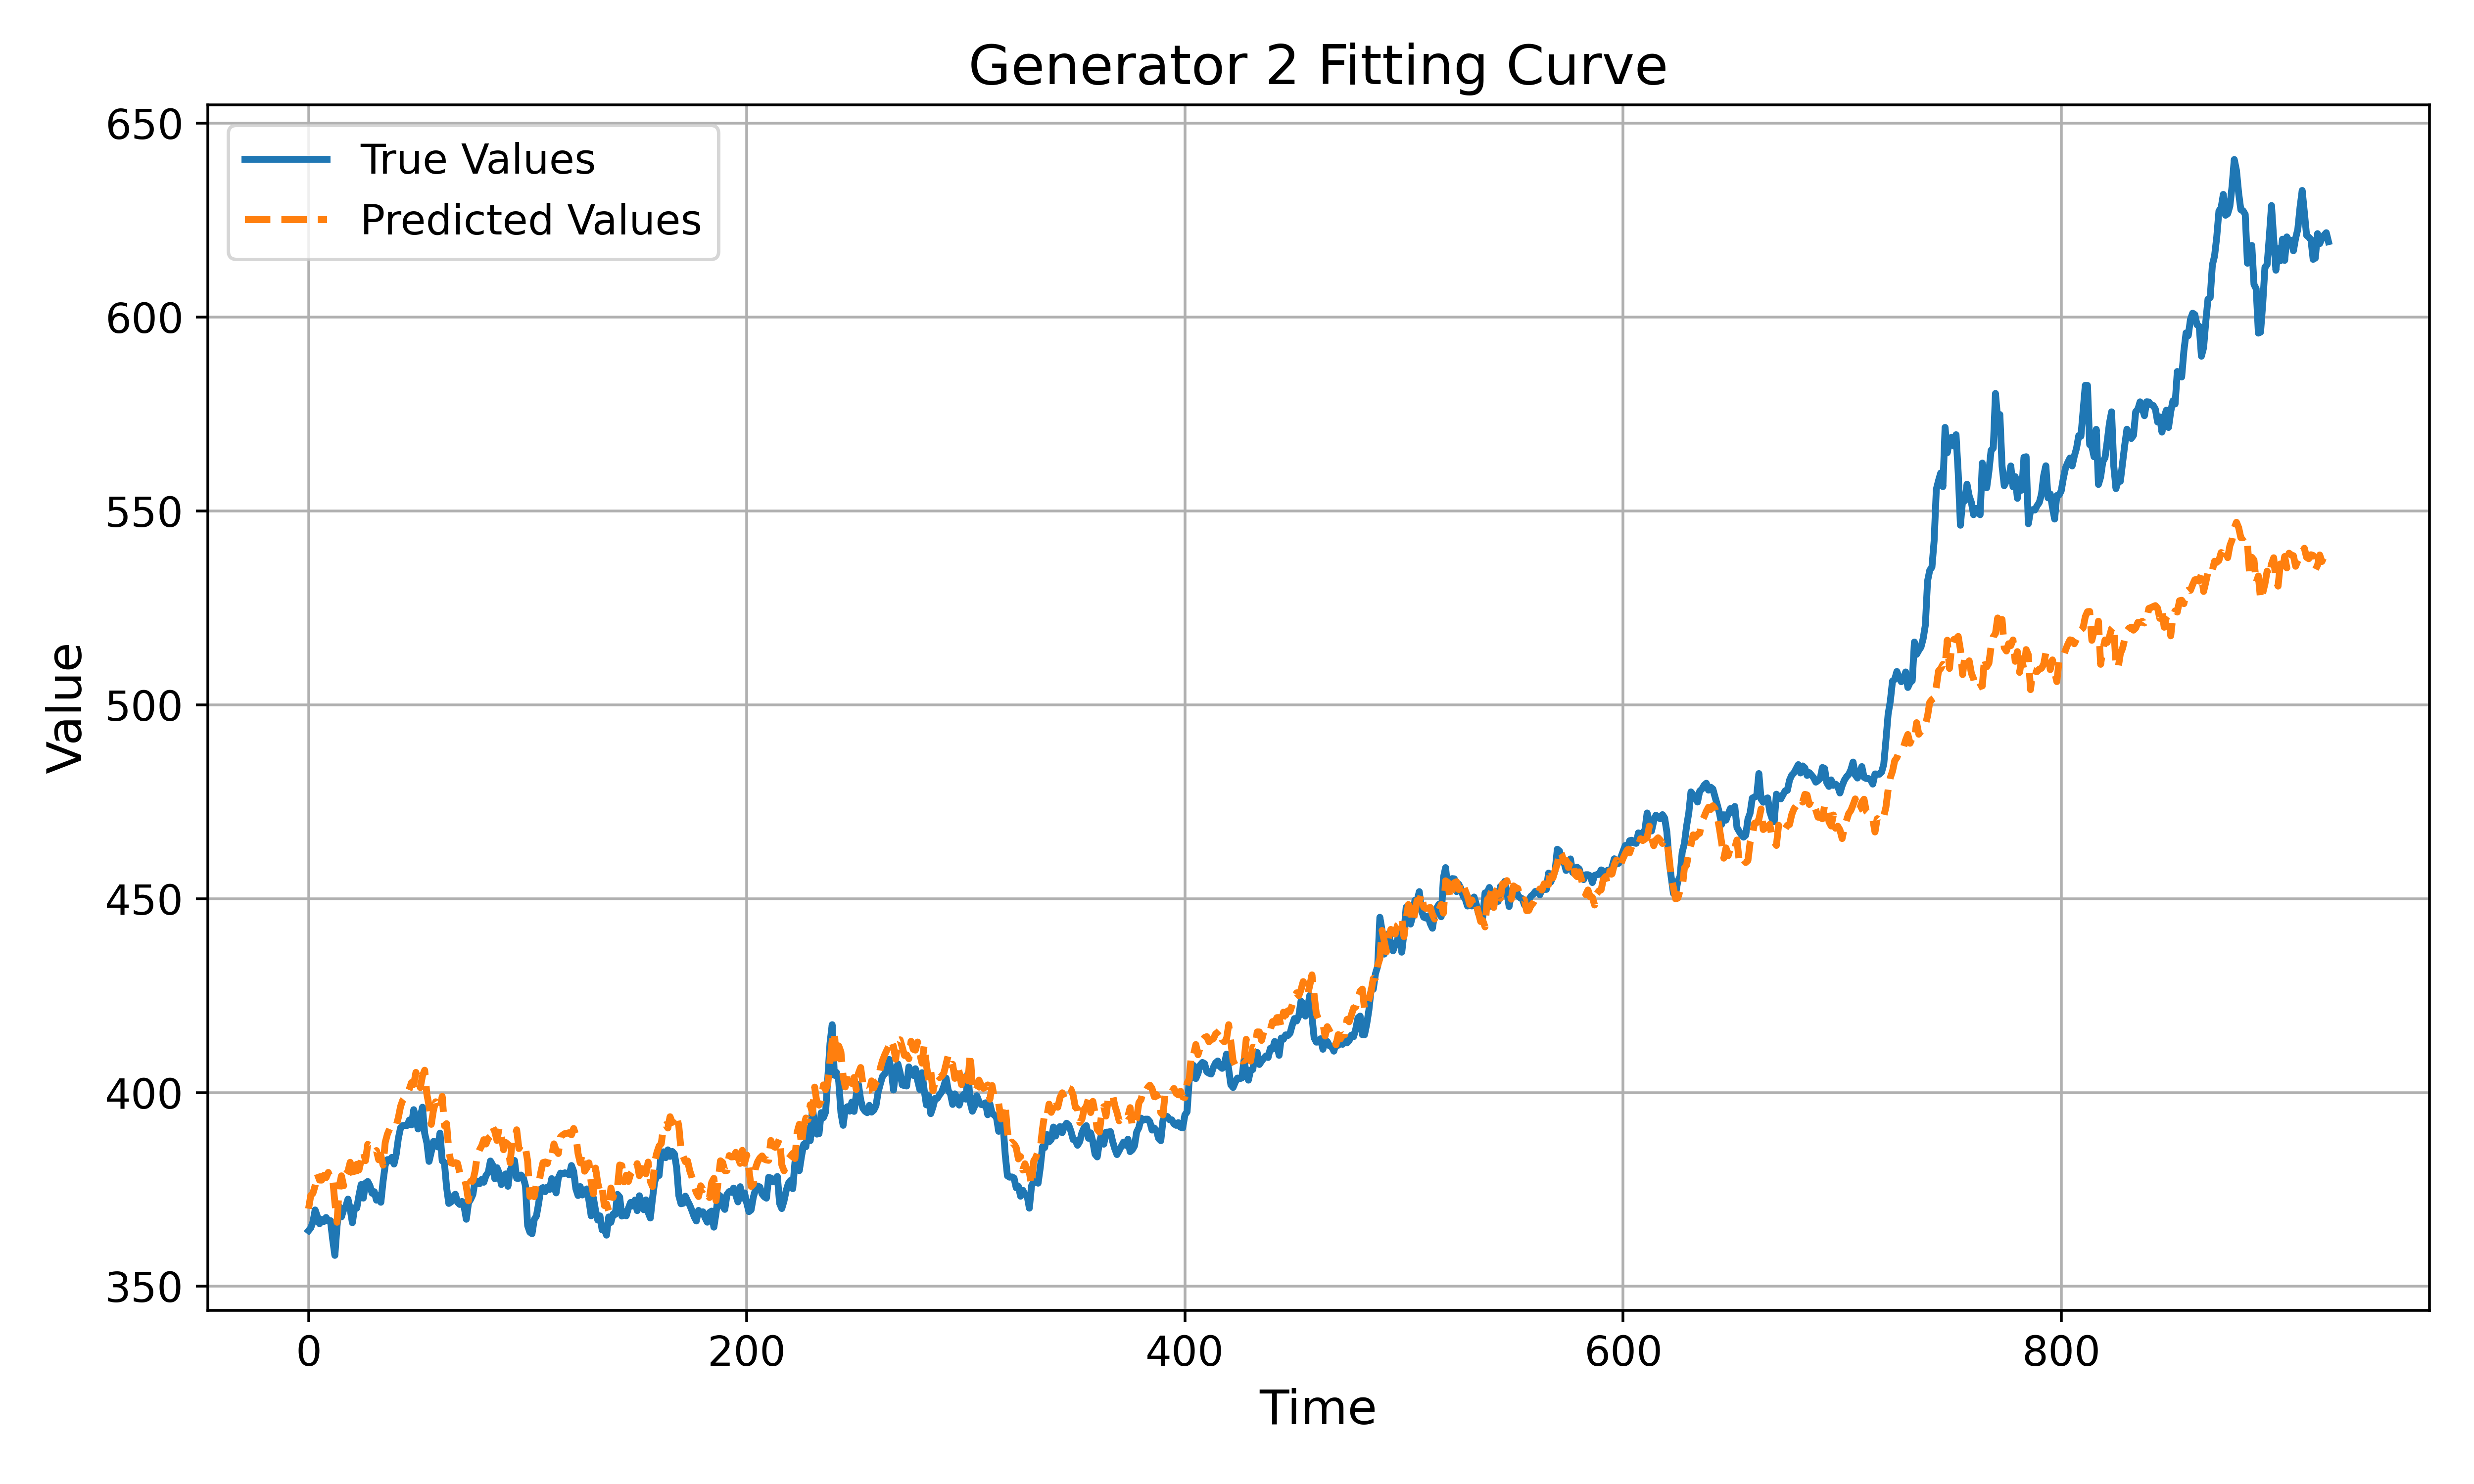 Generator 2 Fitting Curve
True Values
Predicted Values
650
600
550
500
450
400
350
Value
0
200
400
600
800
Time